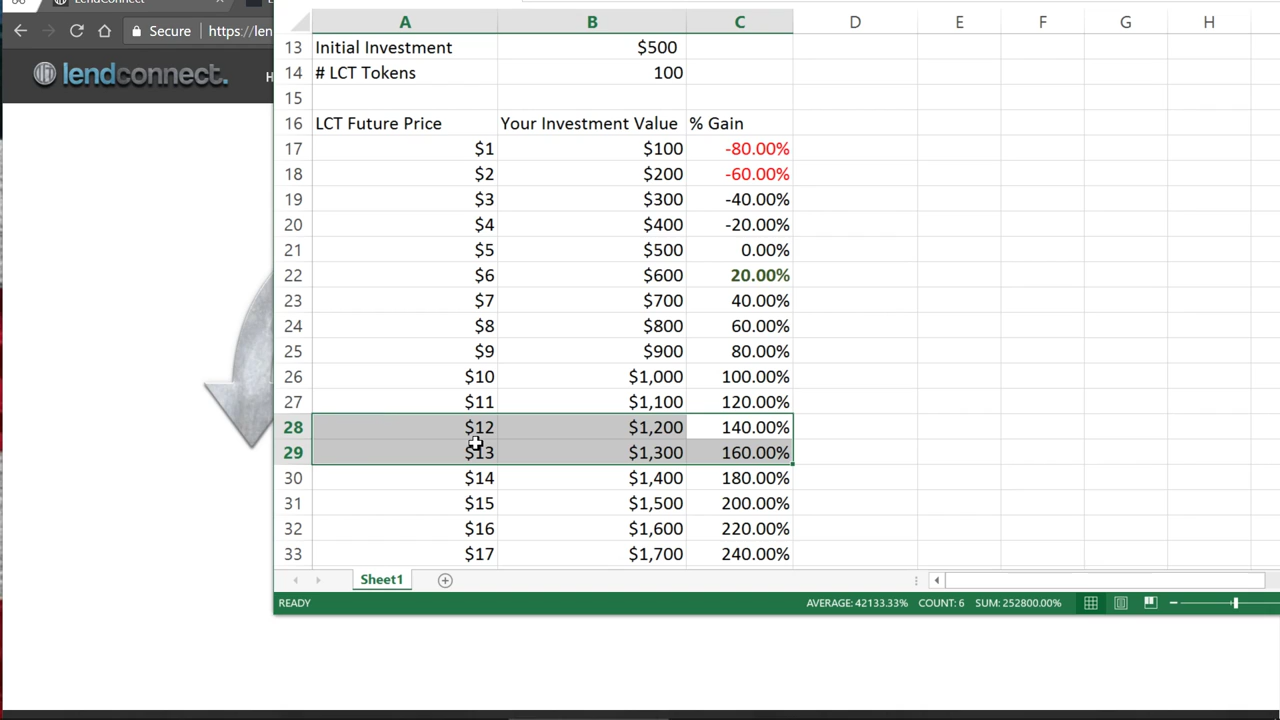 LendConnect
Secure https://len
lendconnect. H
A B C D E F G H
13 Initial Investment $500
14 # LCT Tokens 100
15
16 LCT Future Price Your Investment Value % Gain
17 $1 $100 -80.00%
18 $2 $200 -60.00%
19 $3 $300 -40.00%
20 $4 $400 -20.00%
21 $5 $500 0.00%
22 $6 $600 20.00%
23 $7 $700 40.00%
24 $8 $800 60.00%
25 $9 $900 80.00%
26 $10 $1,000 100.00%
27 $11 $1,100 120.00%
28 $12 $1,200 140.00%
29 $13 $1,300 160.00%
30 $14 $1,400 180.00%
31 $15 $1,500 200.00%
32 $16 $1,600 220.00%
33 $17 $1,700 240.00%
Sheet1
READY AVERAGE: 42133.33% COUNT: 6 SUM: 252800.00%